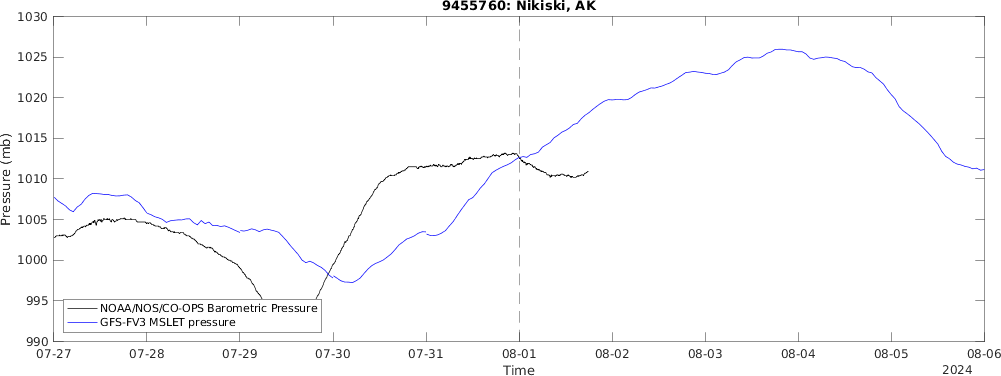 9455760: Nikiski, AK
1030
1025
1020
1015
1010
1005
1000
995
990
Pressure (mb)
NOAA/NOS/CO-OPS Barometric Pressure
GFS-FV3 MSLET pressure
07-27 07-28 07-29 07-30 07-31 08-01 08-02 08-03 08-04 08-05 08-06
Time
2024